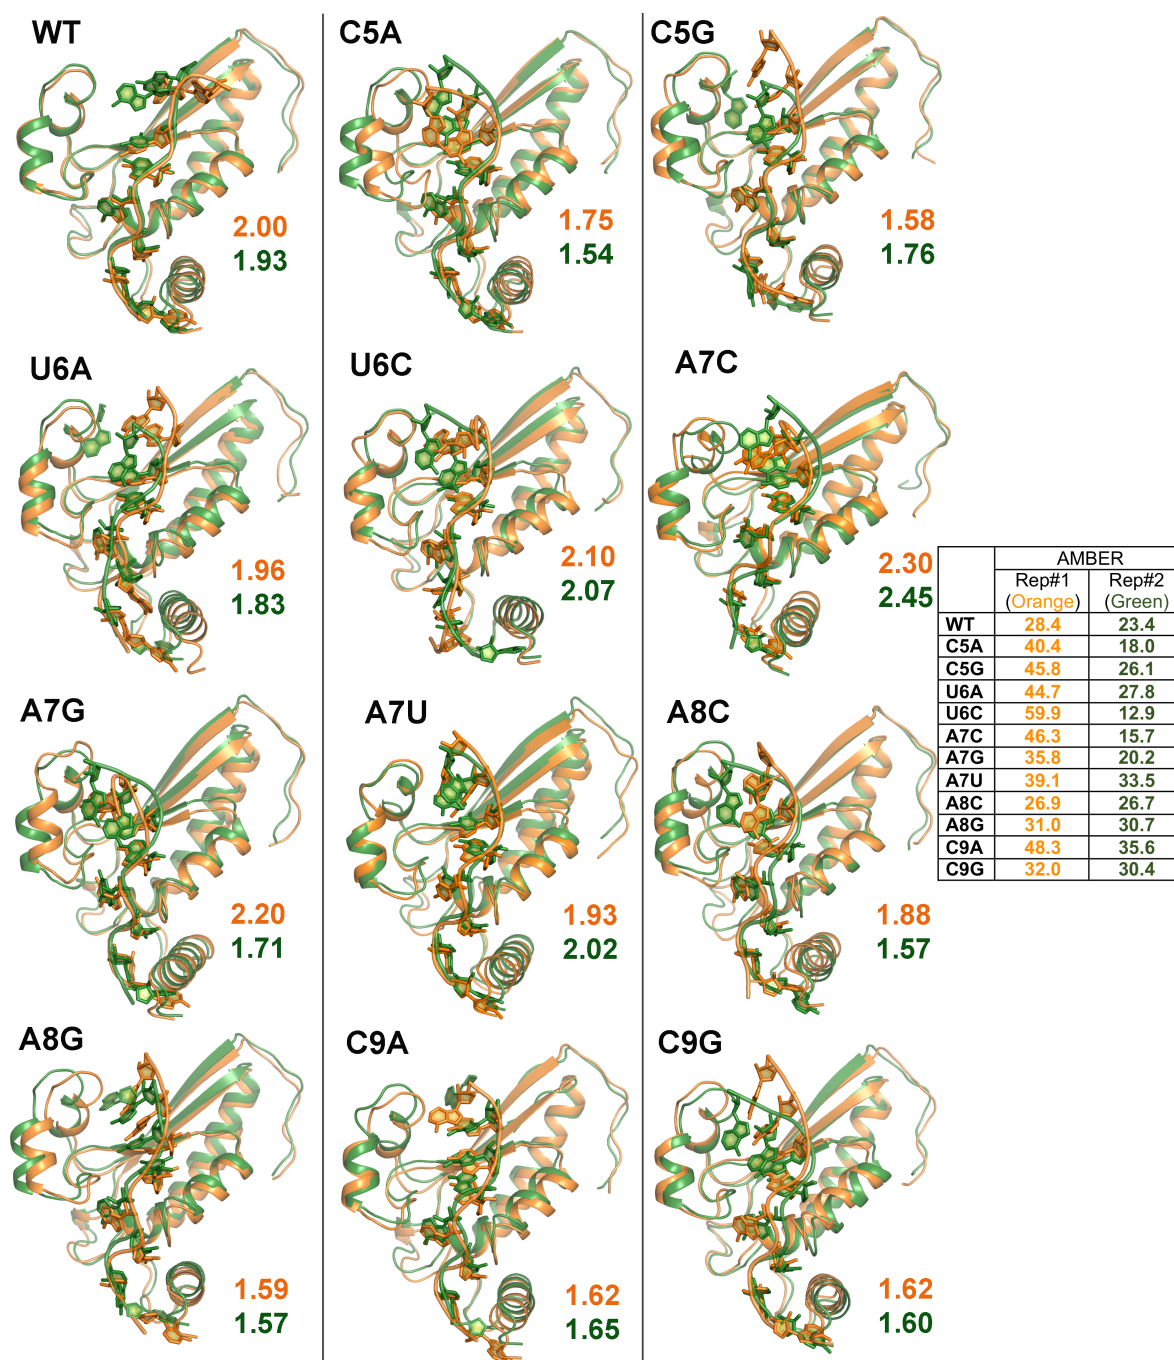 WT
2.00
1.93
C5A
1.75
1.54
C5G
1.58
1.76
U6A
1.96
1.83
U6C
2.10
2.07
A7C
2.30
2.45
A7G
2.20
1.71
A7U
1.93
2.02
A8C
1.88
1.57
A8G
1.59
1.57
C9A
1.62
1.65
C9G
1.62
1.60
AMBER
Rep#1 Rep#2
(Orange) (Green)
WT 28.4 23.4
C5A 40.4 18.0
C5G 45.8 26.1
U6A 44.7 27.8
U6C 59.9 12.9
A7C 46.3 15.7
A7G 35.8 20.2
A7U 39.1 33.5
A8C 26.9 26.7
A8G 31.0 30.7
C9A 48.3 35.6
C9G 32.0 30.4